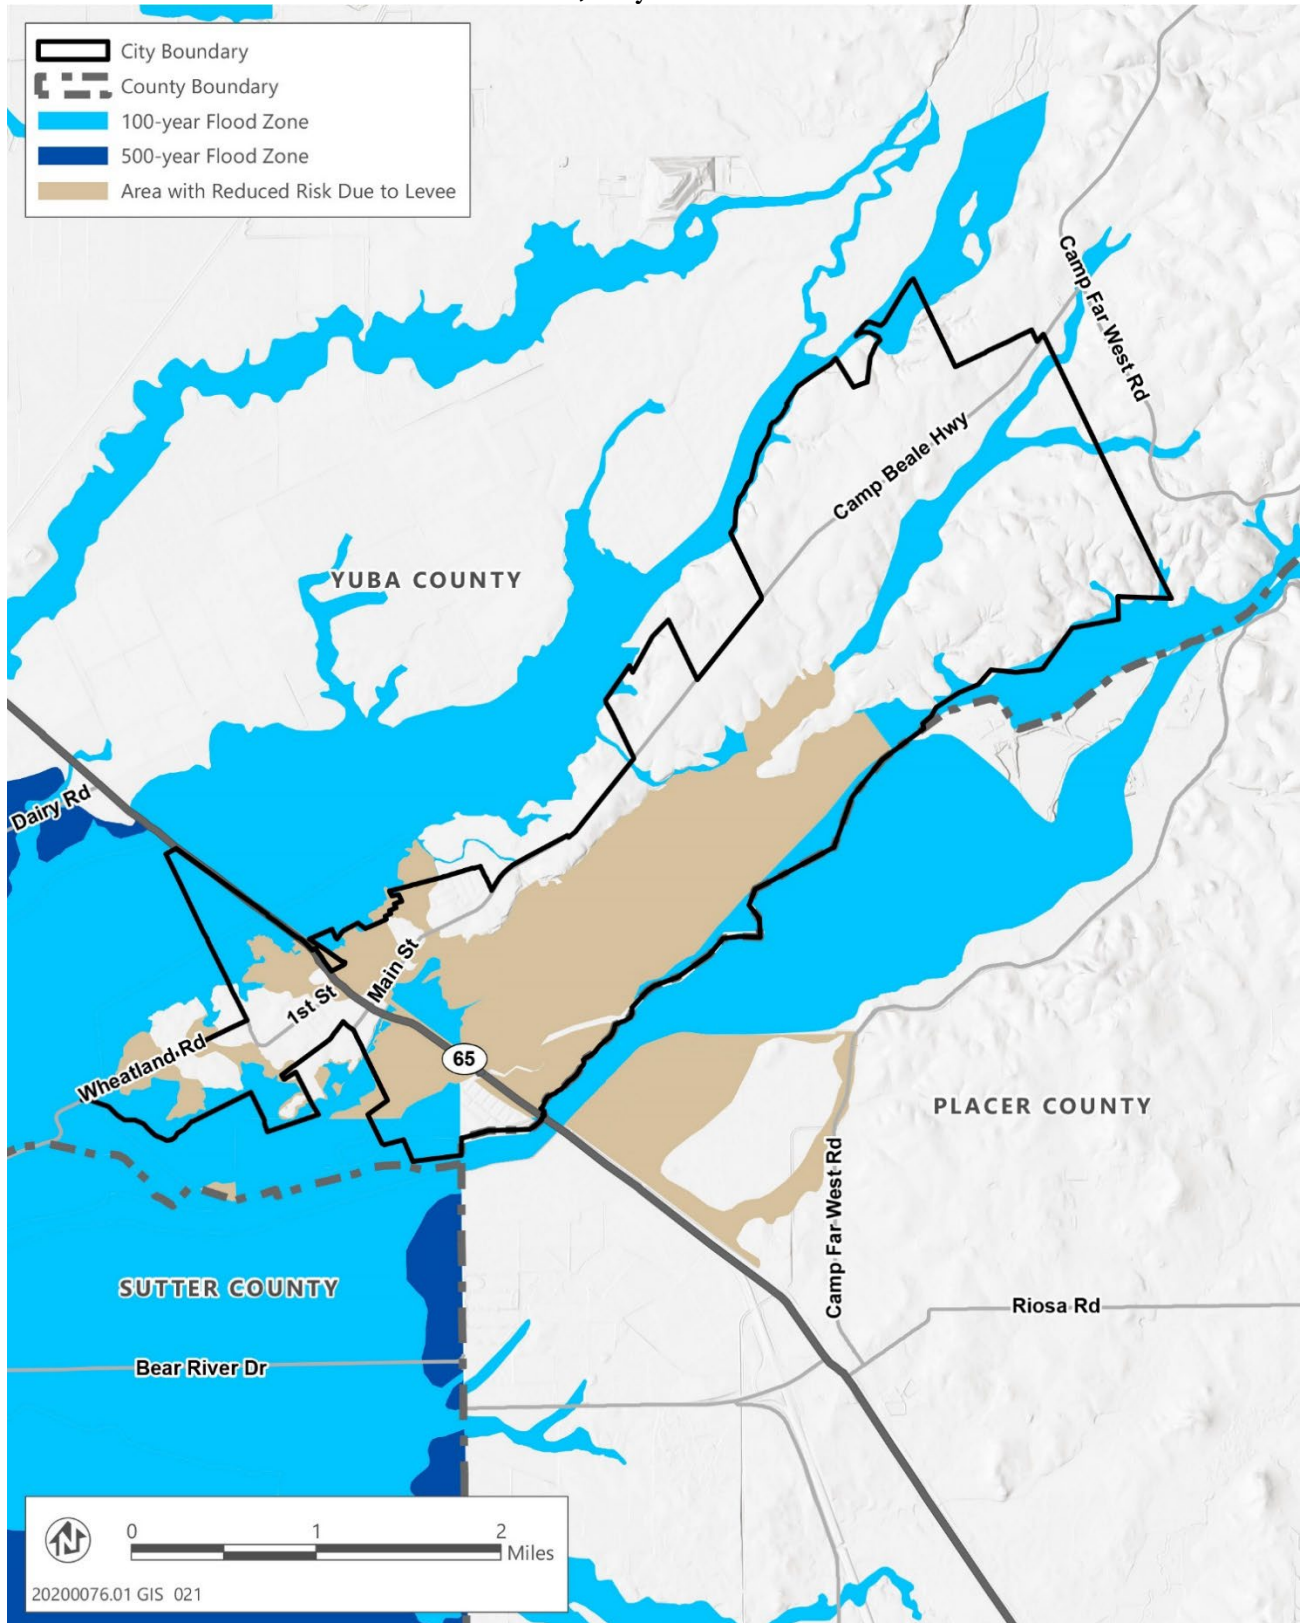 City Boundary
County Boundary
100-year Flood Zone
500-year Flood Zone
Area with Reduced Risk Due to Levee
Camp Far West Rd
Camp Beale Hwy
YUBA COUNTY
Dairy Rd
Main St
1st St
Wheatland Rd
65
PLACER COUNTY
Camp Far West Rd
SUTTER COUNTY
Riosa Rd
Bear River Dr
N
0 1 2
Miles
20200076.01 GIS 021